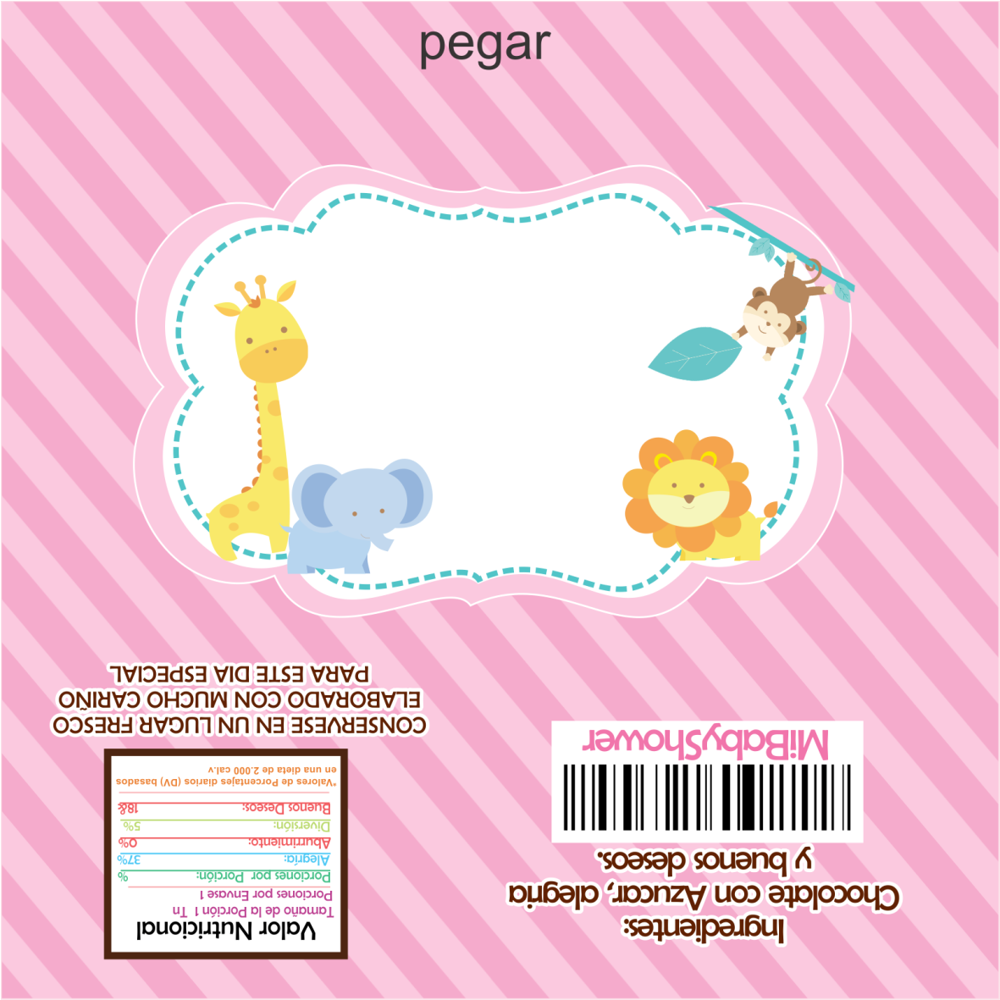 pegar
Ingredientes:
Chocolate con Azucar, alegria
y buenos deseos.
MiBabyShower
Valor Nutricional
Tamaño de la Porción 1 Tn
Porciones por Envase 1
Porciones por Porción: %
Alegría: 37%
Aburrimiento: 0%
Diversión: 5%
Buenos Deseos: 18&
*Valores de Porcentajes diarios (DV) basados
en una dieta de 2.000 cal.v
CONSERVESE EN UN LUGAR FRESCO
ELABORADO CON MUCHO CARIÑO
PARA ESTE DIA ESPECIAL